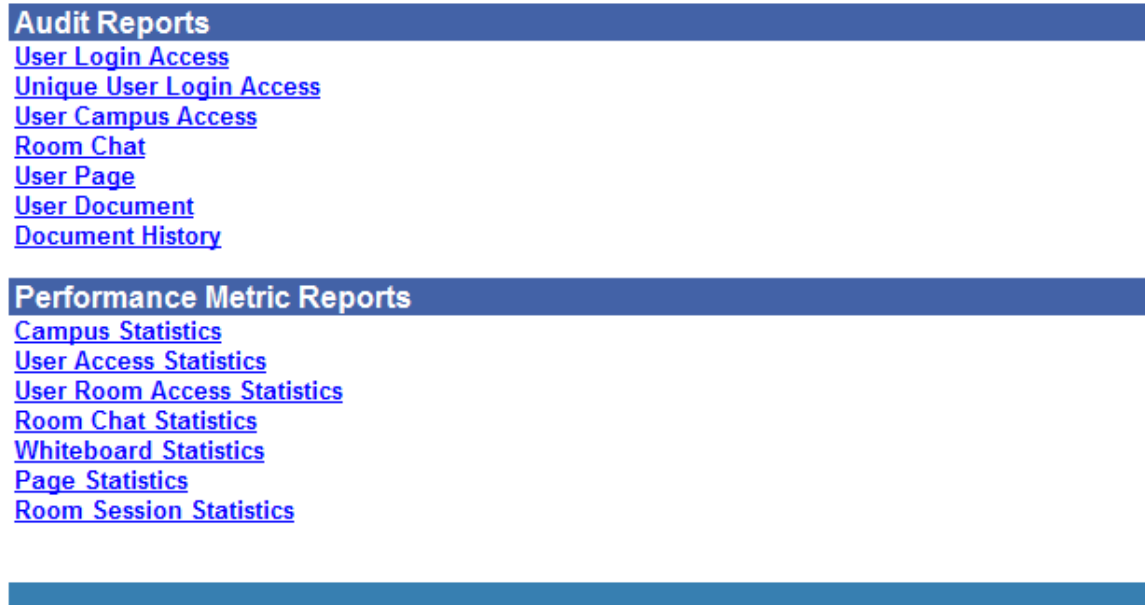 Audit Reports
User Login Access
Unique User Login Access
User Campus Access
Room Chat
User Page
User Document
Document History
Performance Metric Reports
Campus Statistics
User Access Statistics
User Room Access Statistics
Room Chat Statistics
Whiteboard Statistics
Page Statistics
Room Session Statistics